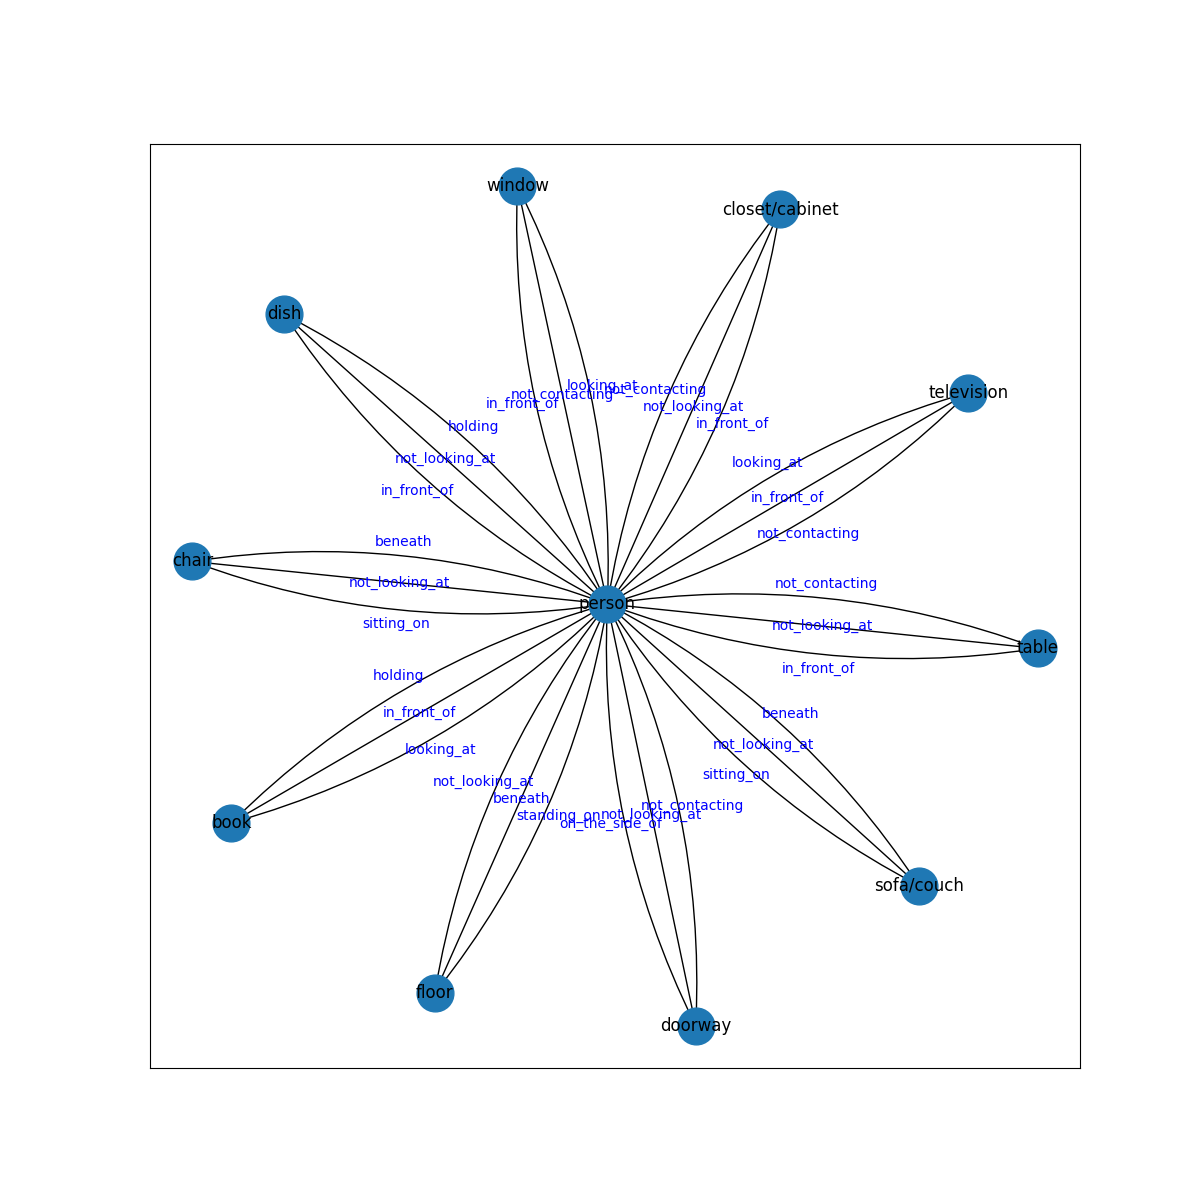 window
closet/cabinet
dish
television
looking_at
not_contacting
not_contacting
in_front_of
not_looking_at
in_front_of
holding
not_looking_at
in_front_of
looking_at
in_front_of
not_contacting
beneath
chair
not_looking_at
sitting_on
person
not_contacting
not_looking_at
in_front_of
table
holding
in_front_of
looking_at
beneath
not_looking_at
sitting_on
not_looking_at
beneath
standing_on
on_the_side_of
not_looking_at
not_contacting
book
sofa/couch
floor
doorway